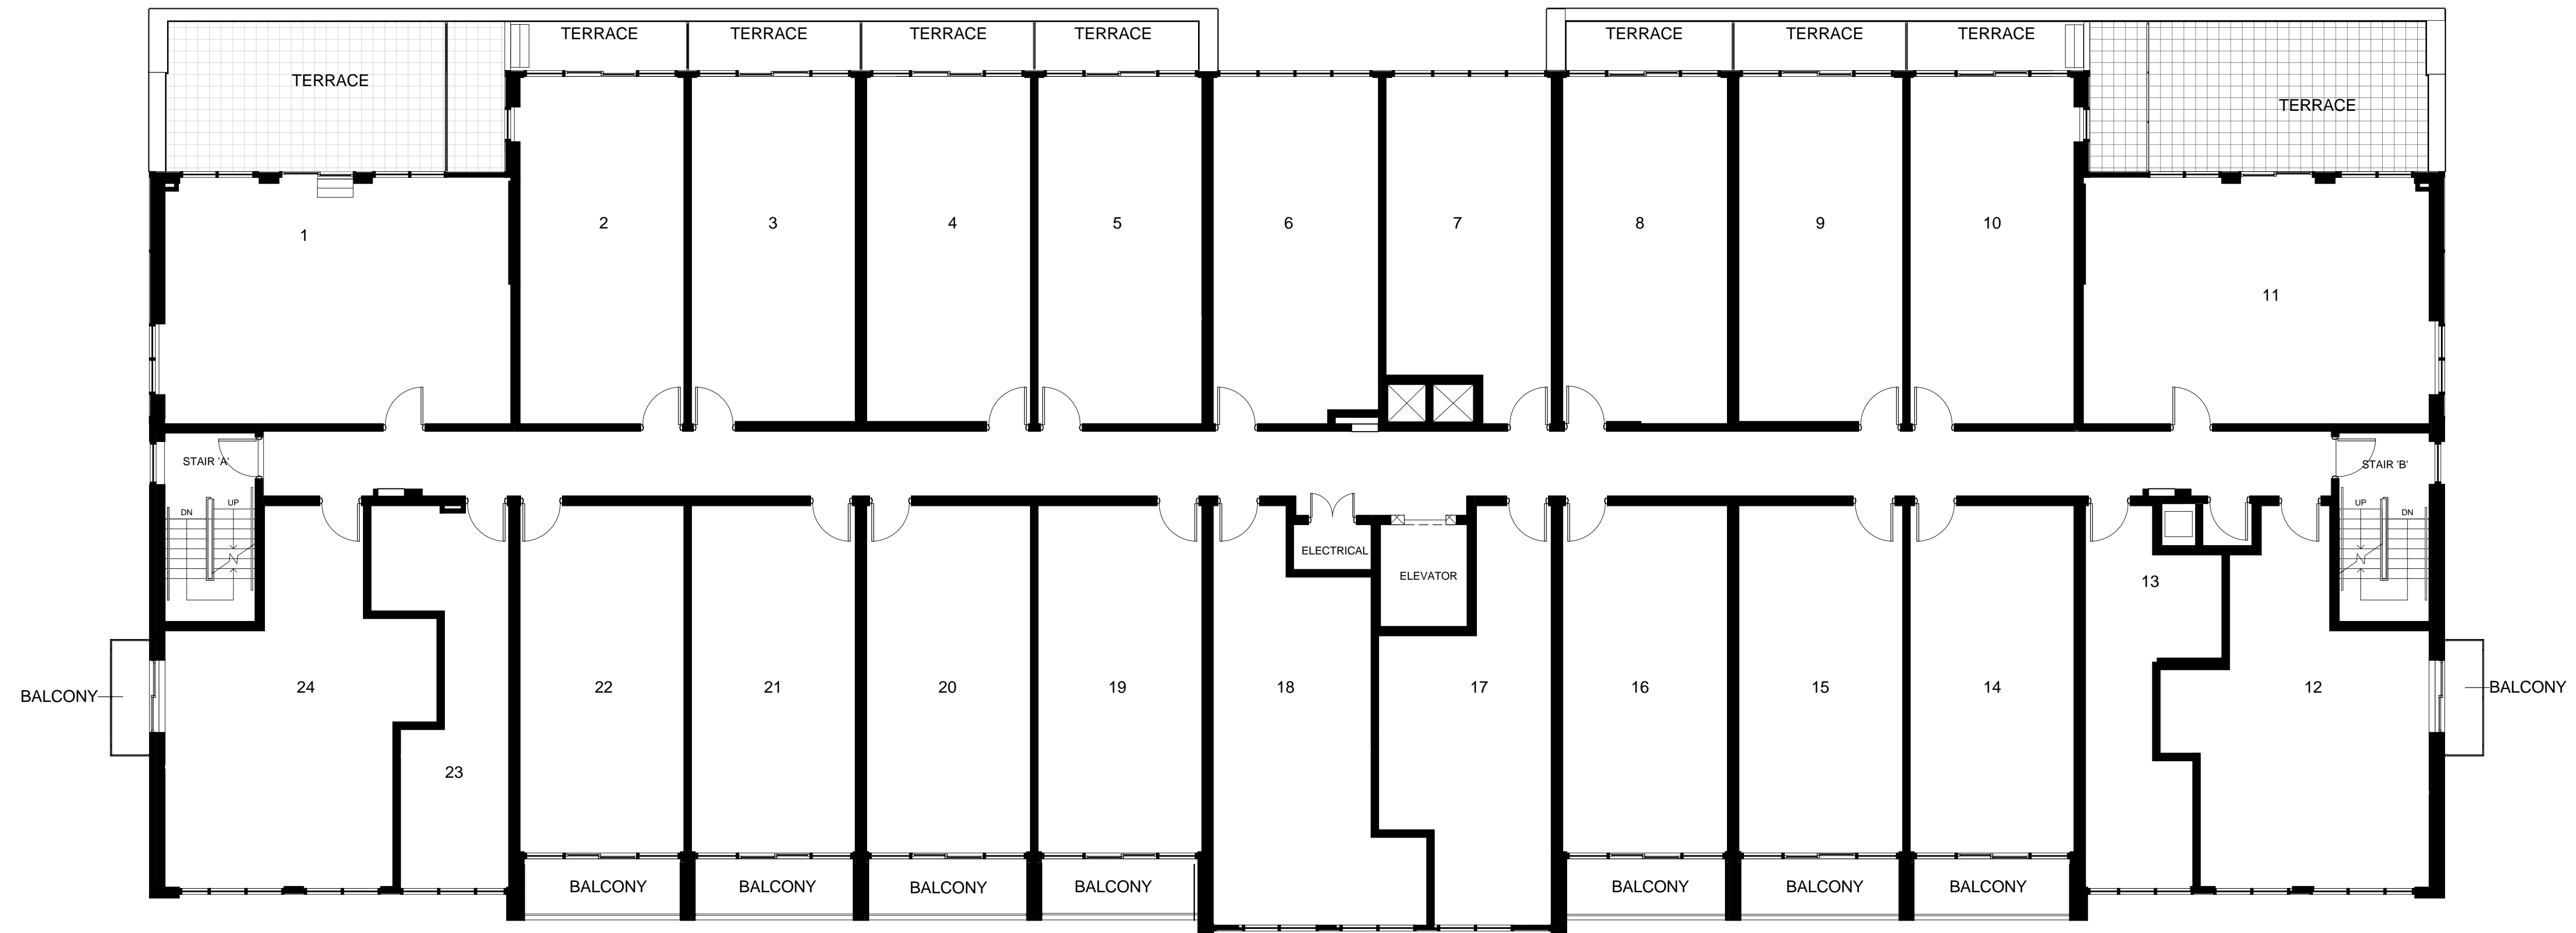 TERRACE TERRACE TERRACE TERRACE TERRACE TERRACE TERRACE
TERRACE
TERRACE
2 3 4 5 6 7 8 9 10
1
11
STAIR 'A'
STAIR 'B'
UP
UP
DN
DN
ELECTRICAL
ELEVATOR
13
24 22 21 20 19 18 17 16 15 14 12
BALCONY
BALCONY
23
BALCONY BALCONY BALCONY BALCONY BALCONY BALCONY BALCONY